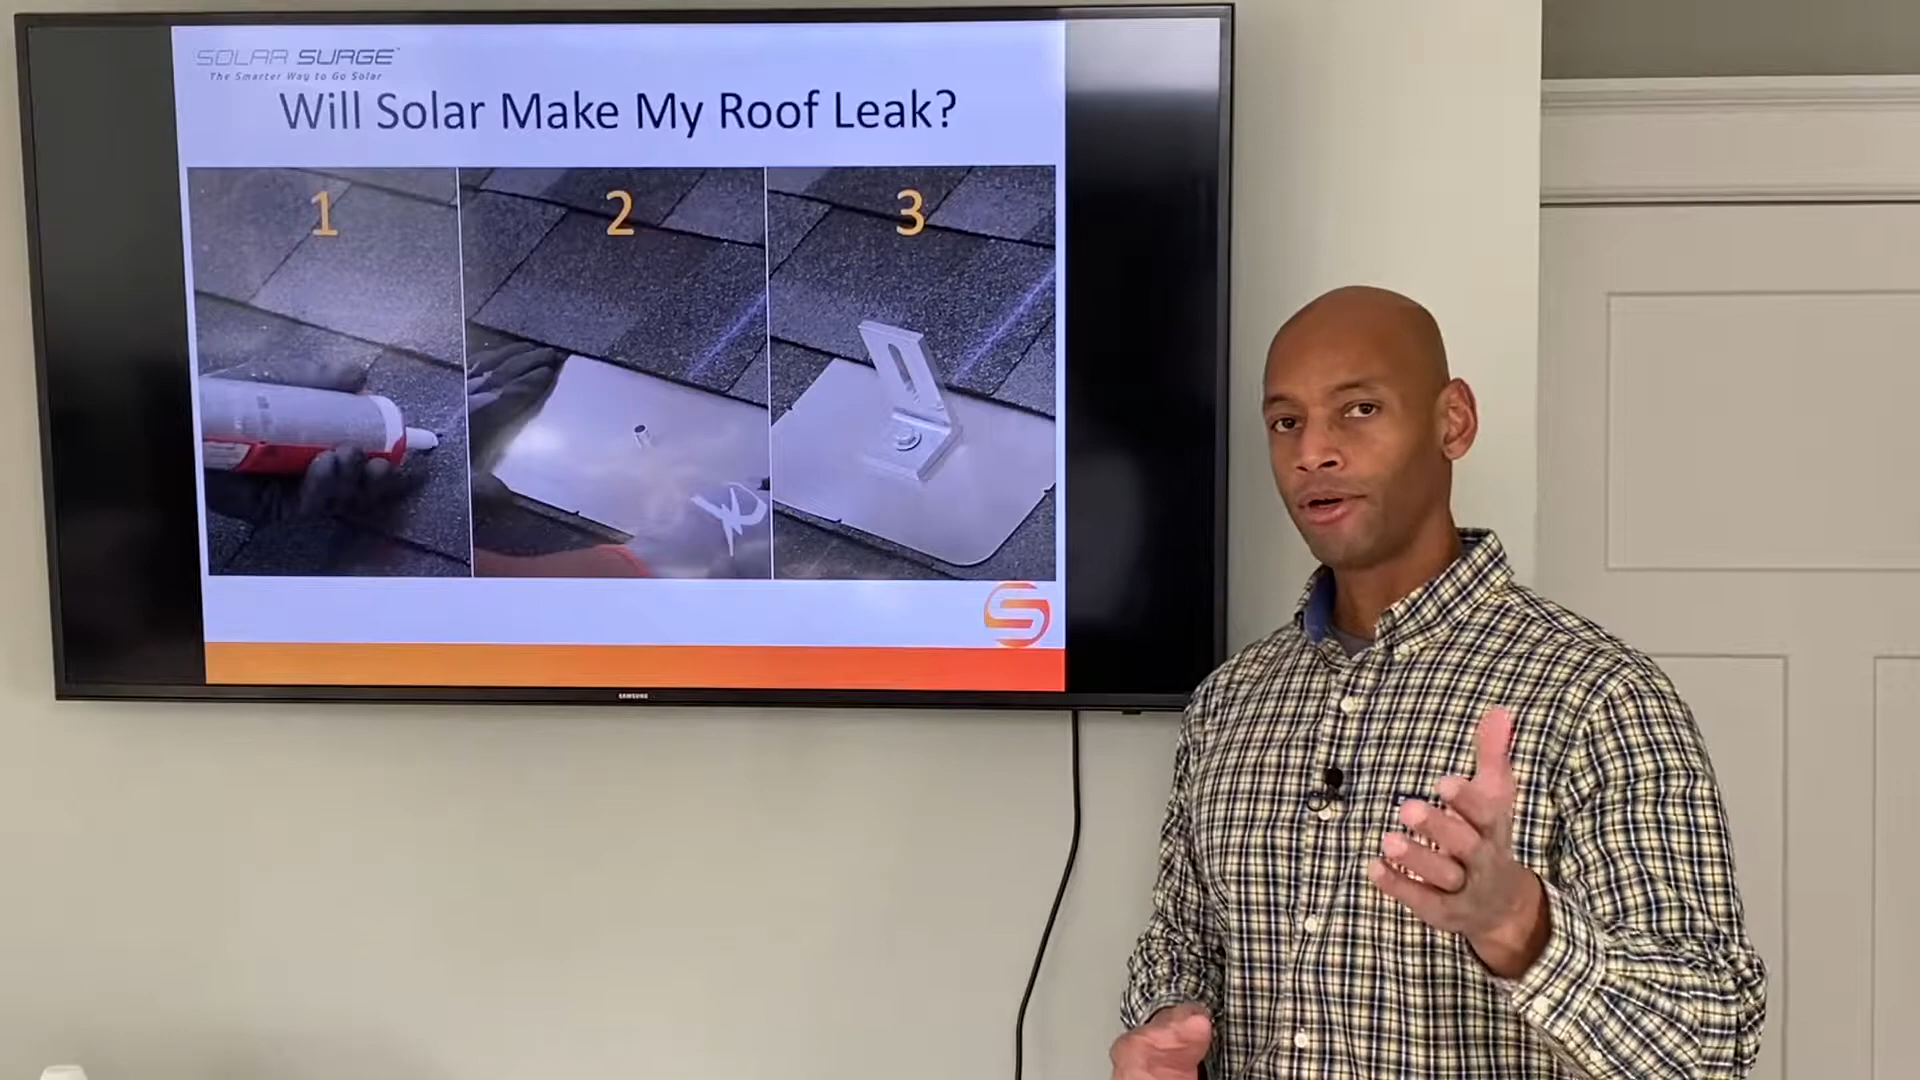 SOLAR SURGE
The Smarter Way to Go Solar
Will Solar Make My Roof Leak?
1
2
3
S
SAMSUNG